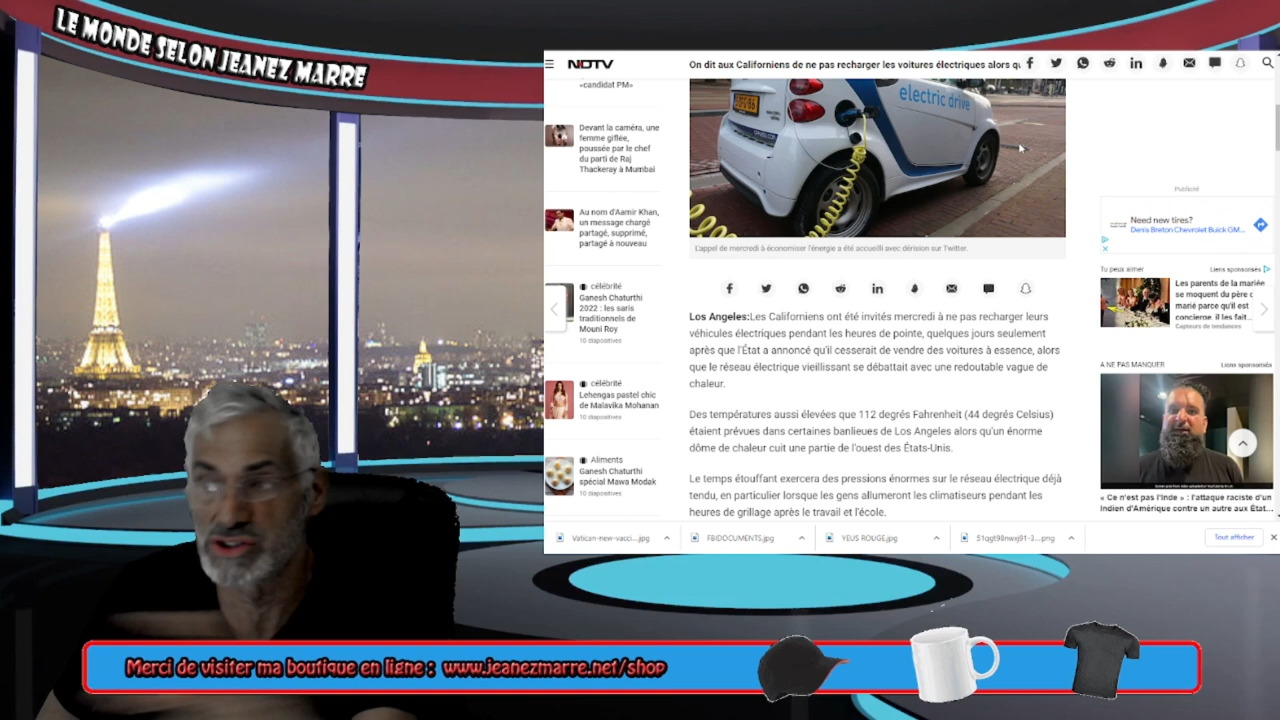 LE MONDE SELON JEANEZ MARRE
NDTV
On dit aux Californiens de ne pas recharger les voitures électriques alors qu
«candidat PM»
Devant la caméra, une
femme giflée,
poussée par le chef
du parti de Raj
Thackeray à Mumbai
Au nom d'Aamir Khan,
un message chargé
partagé, supprimé,
partagé à nouveau
célébrité
Ganesh Chaturthi
2022 : les saris
traditionnels de
Mouni Roy
10 diapositives
célébrité
Lehengas pastel chic
de Malavika Mohanan
10 diapositives
Aliments
Ganesh Chaturthi
spécial Mawa Modak
10 diapositives
electric drive
L'appel de mercredi à économiser l'énergie a été accueilli avec dérision sur Twitter.
Los Angeles:Les Californiens ont été invités mercredi à ne pas recharger leurs
véhicules électriques pendant les heures de pointe, quelques jours seulement
après que l'État a annoncé qu'il cesserait de vendre des voitures à essence, alors
que le réseau électrique vieillissant se débattait avec une redoutable vague de
chaleur.
Des températures aussi élevées que 112 degrés Fahrenheit (44 degrés Celsius)
étaient prévues dans certaines banlieues de Los Angeles alors qu'un énorme
dôme de chaleur cuit une partie de l'ouest des États-Unis.
Le temps étouffant exercera des pressions énormes sur le réseau électrique déjà
tendu, en particulier lorsque les gens allumeront les climatiseurs pendant les
heures de grillage après le travail et l'école.
Publicité
Need new tires?
Denis Breton Chevrolet Buick GM...
Tu peux aimer
Liens sponsorisés
Les parents de la mariée
se moquent du père d
marié parce qu'il est
concierge, il les fait...
Capteurs de tendances
A NE PAS MANQUER
Liens sponsorisés
« Ce n'est pas l'Inde » : l'attaque raciste d'un
Indien d'Amérique contre un autre aux État...
Vatican-new-vacci....jpg
FBIDOCUMENTS.jpg
YEUS ROUGE.jpg
51qgt98nwxj91-3...png
Tout afficher
Merci de visiter ma boutique en ligne : www.jeanezmarre.net/shop